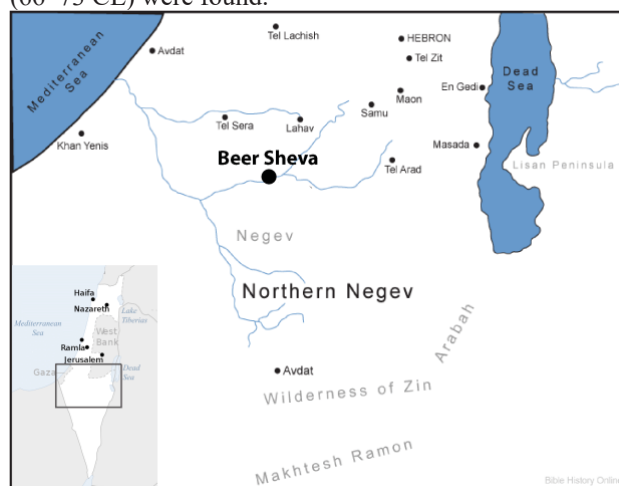 (66–73 CE) were found.
Tel Lachish
HEBRON
Avdat
Tel Zit
Mediterranean
Sea
Dead
Sea
En Gedi
Maon
Samu
Tel Sera
Lahav
Khan Yenis
Masada
Beer Sheva
Tel Arad
Lisan Peninsula
Negev
Northern Negev
Arabah
Avdat
Wilderness of Zin
Makhtesh Ramon
Haifa
Nazareth
Lake
Tiberias
Mediterranean
Sea
West
Bank
Ramla
Jerusalem
Gaza
Dead
Sea
Bible History Online